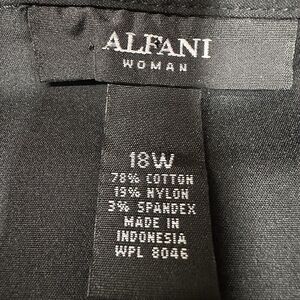 ALFANI
WOMAN
18W
78% COTTON
19% NYLON
3% SPANDEX
MADE IN
INDONESIA
WPL 8046